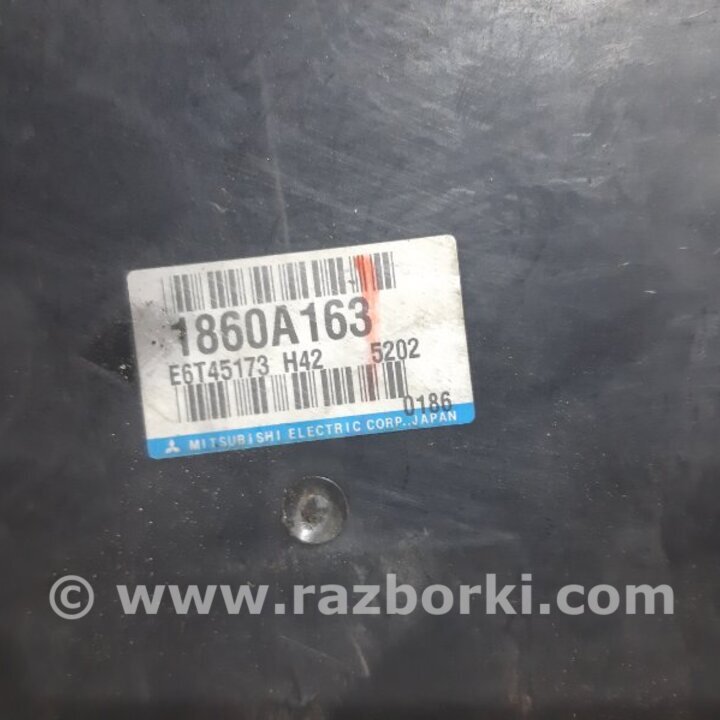 1860A163
E6T45173 H42 5202
0186
MITSUBISHI ELECTRIC CORP.,JAPAN
© www.razborki.com